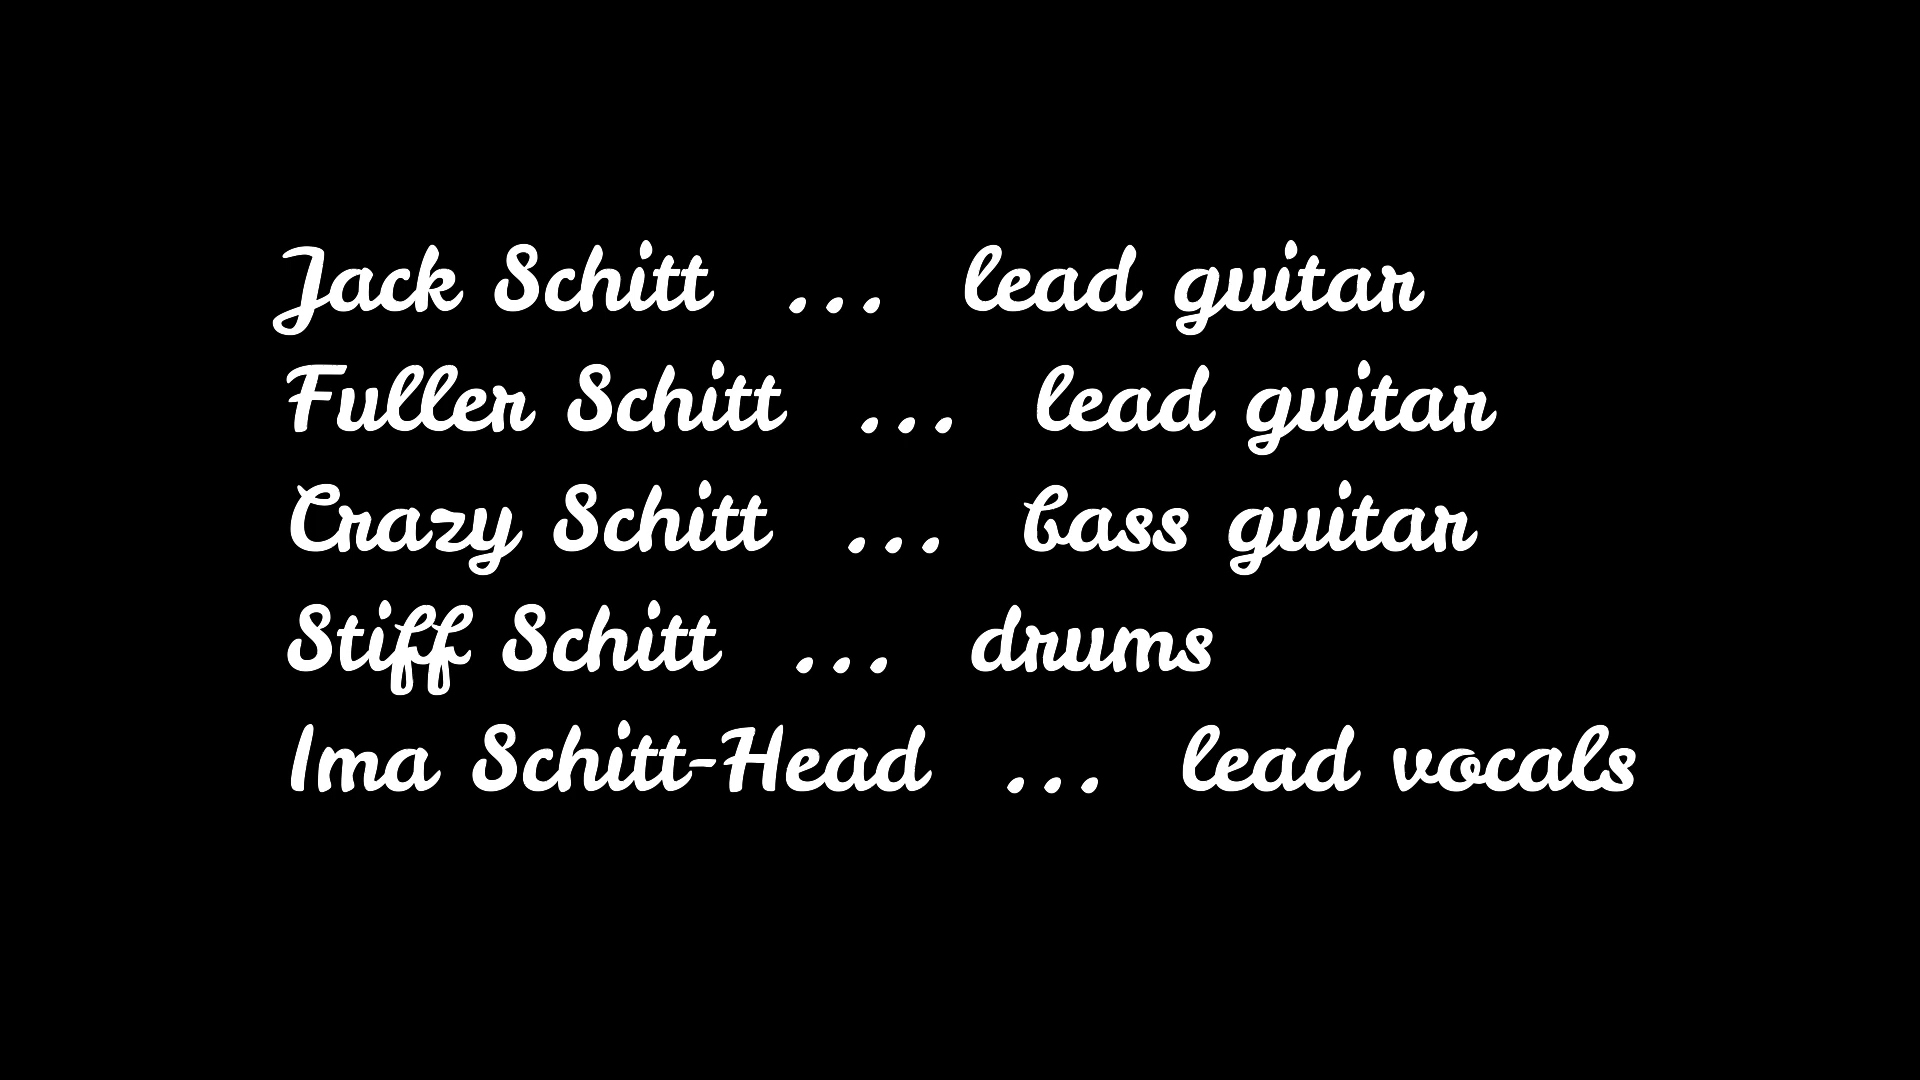 Jack Schitt ... lead guitar
Fuller Schitt ... lead guitar
Crazy Schitt ... bass guitar
Stiff Schitt ... drums
Ima Schitt-Head ... lead vocals